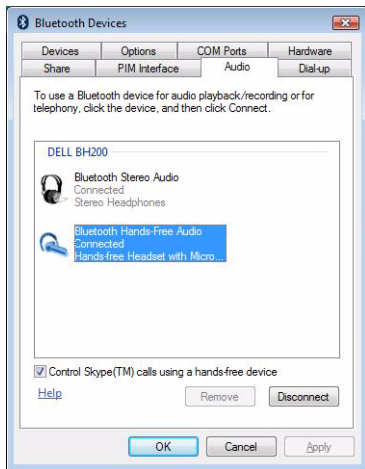 Bluetooth Devices
Devices Options COM Ports Hardware
Share PIM Interface Audio Dial-up
To use a Bluetooth device for audio playback/recording or for
telephony, click the device, and then click Connect.
DELL BH200
Bluetooth Stereo Audio
Connected
Stereo Headphones
Bluetooth Hands-Free Audio
Connected
Hands-free Headset with Micro...
Control Skype(TM) calls using a hands-free device
Help Remove Disconnect
OK Cancel Apply